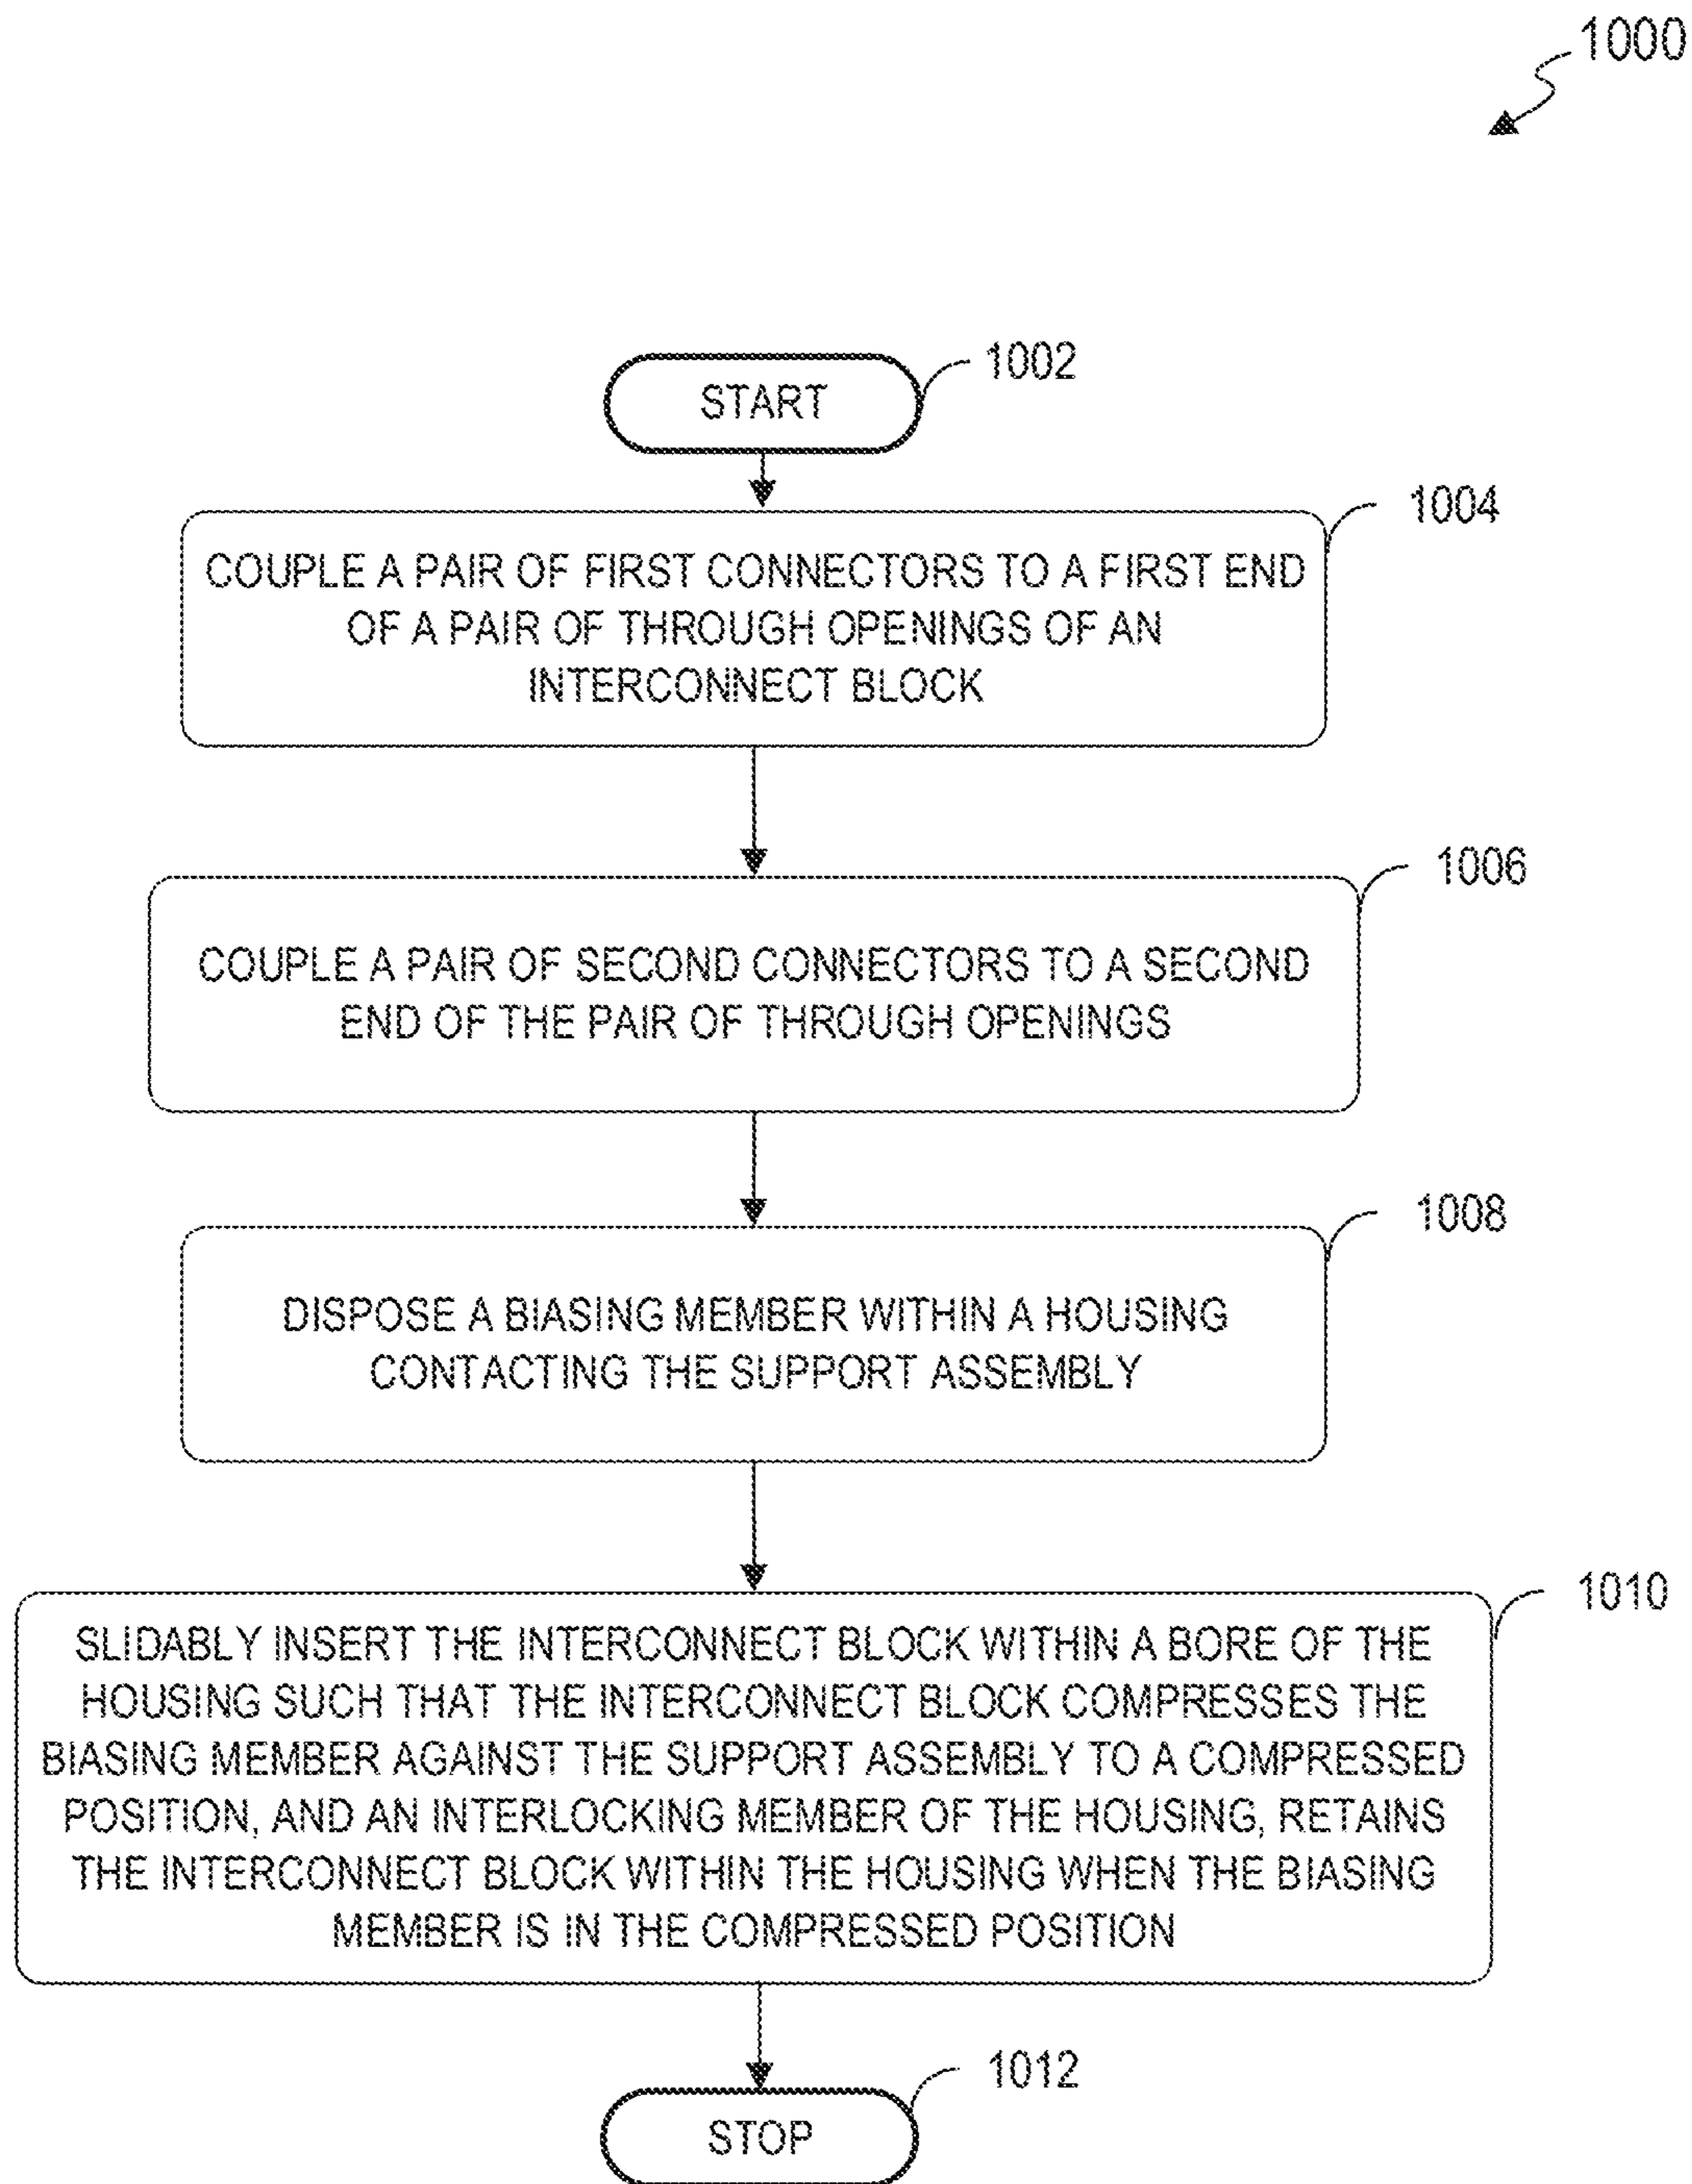 1000
START
1002
1004
COUPLE A PAIR OF FIRST CONNECTORS TO A FIRST END
OF A PAIR OF THROUGH OPENINGS OF AN
INTERCONNECT BLOCK
1006
COUPLE A PAIR OF SECOND CONNECTORS TO A SECOND
END OF THE PAIR OF THROUGH OPENINGS
1008
DISPOSE A BIASING MEMBER WITHIN A HOUSING
CONTACTING THE SUPPORT ASSEMBLY
1010
SLIDABLY INSERT THE INTERCONNECT BLOCK WITHIN A BORE OF THE
HOUSING SUCH THAT THE INTERCONNECT BLOCK COMPRESSES THE
BIASING MEMBER AGAINST THE SUPPORT ASSEMBLY TO A COMPRESSED
POSITION, AND AN INTERLOCKING MEMBER OF THE HOUSING, RETAINS
THE INTERCONNECT BLOCK WITHIN THE HOUSING WHEN THE BIASING
MEMBER IS IN THE COMPRESSED POSITION
1012
STOP